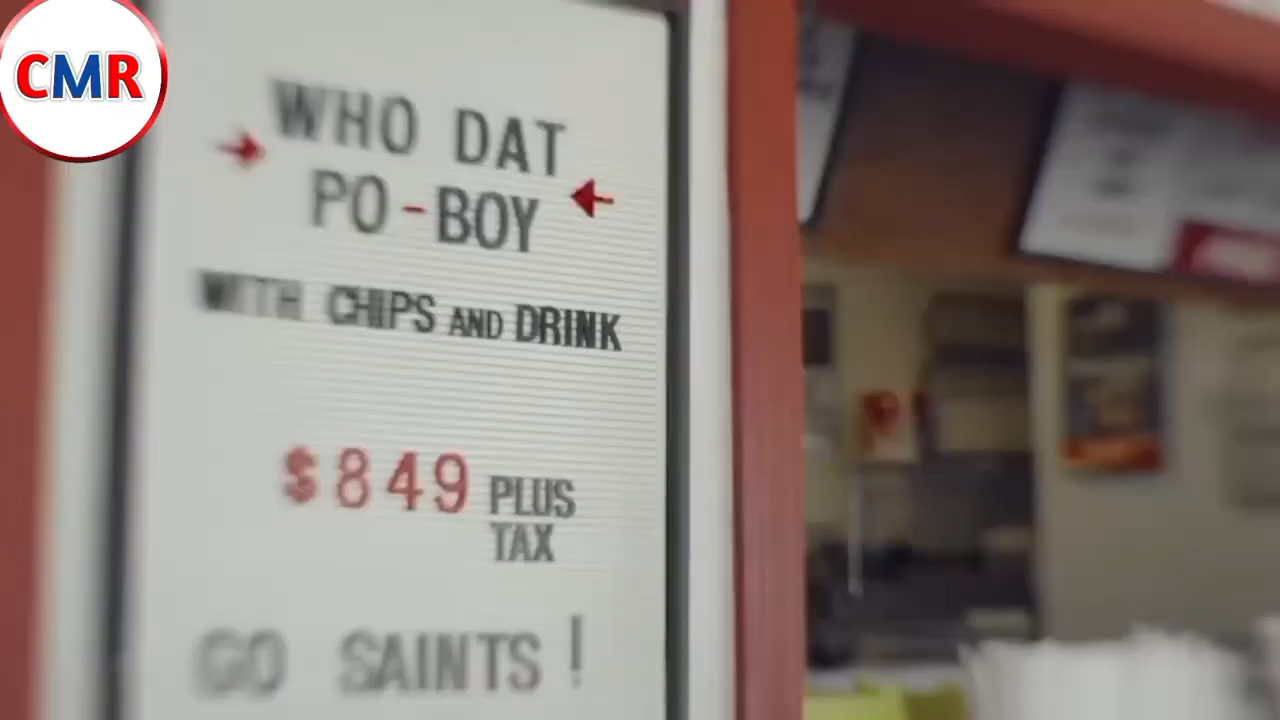 CMR
WHO DAT
PO-BOY
WITH CHIPS AND DRINK
$849 PLUS
TAX
GO SAINTS!